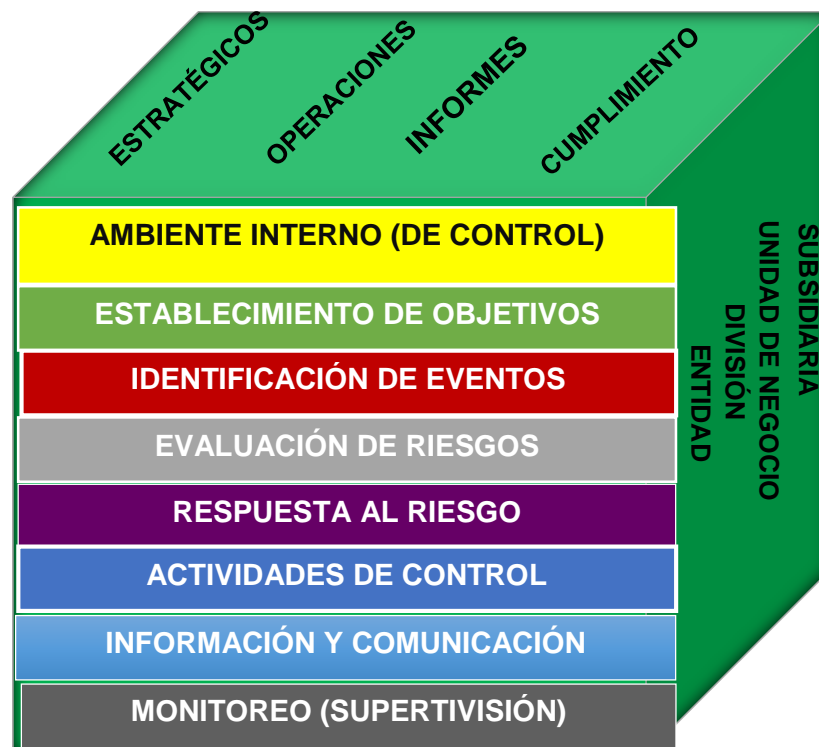 ESTRATÉGICOS
OPERACIONES
INFORMES
CUMPLIMIENTO
AMBIENTE INTERNO (DE CONTROL)
ESTABLECIMIENTO DE OBJETIVOS
IDENTIFICACIÓN DE EVENTOS
EVALUACIÓN DE RIESGOS
RESPUESTA AL RIESGO
ACTIVIDADES DE CONTROL
INFORMACIÓN Y COMUNICACIÓN
MONITOREO (SUPERTIVISIÓN)
SUBSIDIARIA
UNIDAD DE NEGOCIO
DIVISIÓN
ENTIDAD